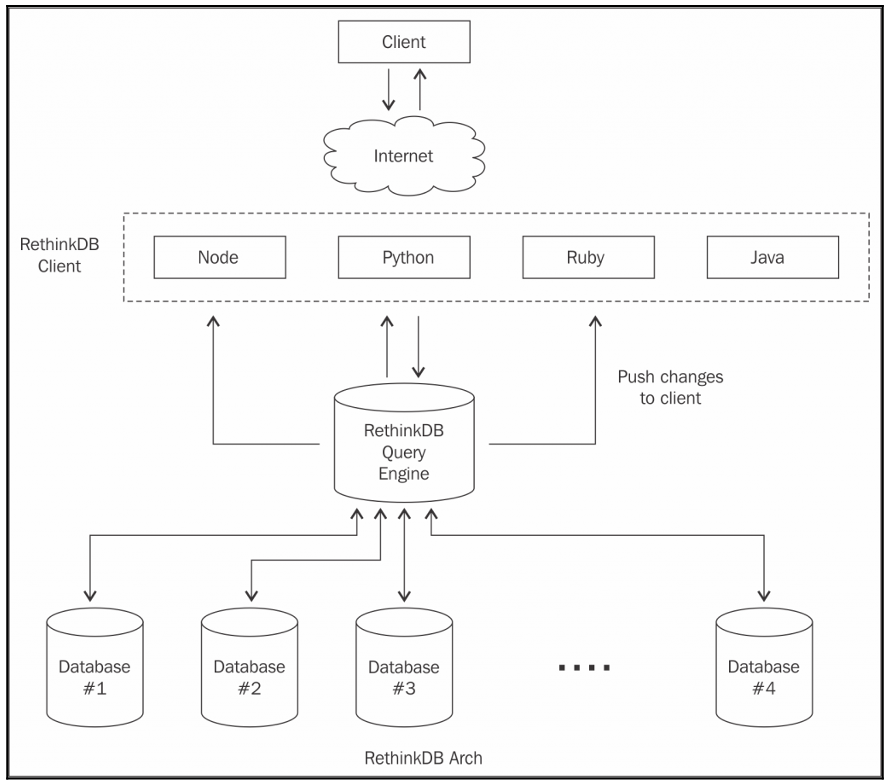 Client
Internet
RethinkDB
Client
Node
Python
Ruby
Java
Push changes
to client
RethinkDB
Query
Engine
Database
#1
Database
#2
Database
#3
Database
#4
RethinkDB Arch